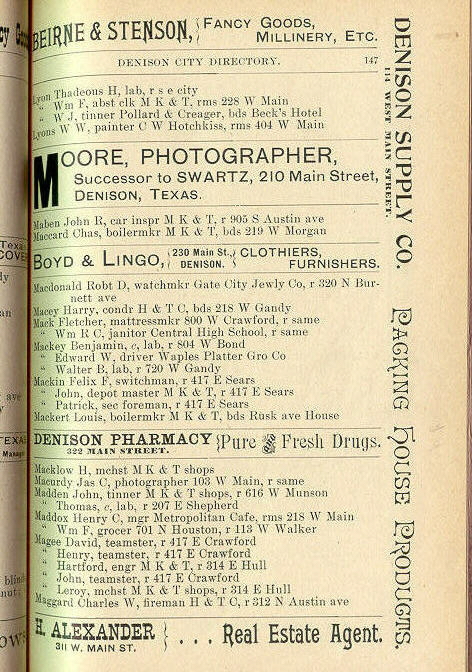 BEIRNE & STENSON, { FANCY GOODS,
MILLINERY, ETC.
DENISON CITY DIRECTORY. 147
Lyon Thadeous H, lab, r s e city
" Wm F, abst clk M K & T, rms 228 W Main
" W J, tinner Pollard & Creager, bds Beck's Hotel
Lyons W W, painter C W Hotchkiss, rms 404 W Main
MOORE, PHOTOGRAPHER,
Successor to SWARTZ, 210 Main Street,
DENISON, TEXAS.
Maben John R, car inspr M K & T, r 905 S Austin ave
Maccard Chas, boilermkr M K & T, bds 219 W Morgan
BOYD & LINGO, { 230 Main St., DENISON. } CLOTHIERS,
FURNISHERS.
Macdonald Robt D, watchmkr Gate City Jewly Co, r 320 N Bur-
nett ave
Macey Harry, condr H & T C, bds 218 W Gandy
Mack Fletcher, mattressmkr 800 W Crawford, r same
" Wm R C, janitor Central High School, r same
Mackey Benjamin, c, lab, r 804 W Bond
" Edward W, driver Waples Platter Gro Co
" Walter B, lab, r 720 W Gandy
Mackin Felix F, switchman, r 417 E Sears
" John, depot master M K & T, r 417 E Sears
" Patrick, sec foreman, r 417 E Sears
Mackert Louis, boilermkr M K & T, bds Rusk ave House
DENISON PHARMACY { Pure & Fresh Drugs.
322 MAIN STREET.
Macklow H, mchst M K & T shops
Macurdy Jas C, photographer 103 W Main, r same
Madden John, tinner M K & T shops, r 616 W Munson
" Thomas, c, lab, r 207 E Shepherd
Maddox Henry C, mgr Metropolitan Cafe, rms 218 W Main
" Wm F, grocer 701 N Houston, r 113 W Walker
Magee David, teamster, r 417 E Crawford
" Henry, teamster, r 417 E Crawford
" Hartford, engr M K & T, r 314 E Hull
" John, teamster, r 417 E Crawford
" Leroy, mchst M K & T shops, r 314 E Hull
Maggard Charles W, fireman H & T C, r 312 N Austin ave
H. ALEXANDER } . . . Real Estate Agent.
311 W. MAIN ST.
DENISON SUPPLY CO. PACKING HOUSE PRODUCTS.
114 WEST MAIN STREET.